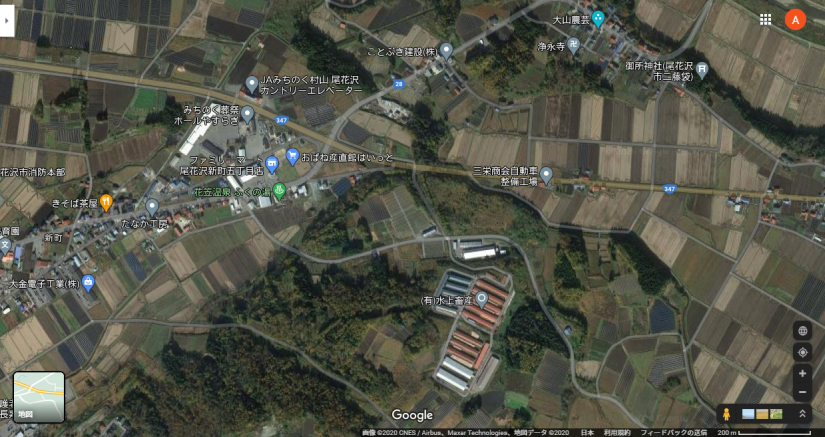 大山農芸
ことぶき建設(株)
浄永寺
御所神社(尾花沢
市二藤袋)
28
JAみちのく村山 尾花沢
カントリーエレベーター
みちのく葬祭
ホールやすらぎ
347
ファミリーマート
尾花沢新町五丁目店
おばね産直館はいっと
三栄商会自動車
整備工場
347
花沢市消防本部
花笠温泉 ふくの湯
きそば茶屋
たなか工房
育園
新町
大金電子工業(株)
(有)水上畜産
地図
Google
画像 ©2020 CNES / Airbus、Maxar Technologies、地図データ ©2020
日本
利用規約
フィードバックの送信
200 m
A